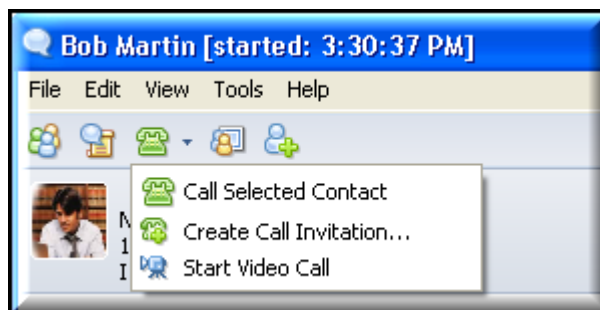 Bob Martin [started: 3:30:37 PM]
File Edit View Tools Help
Call Selected Contact
N
Create Call Invitation...
1
Start Video Call
I